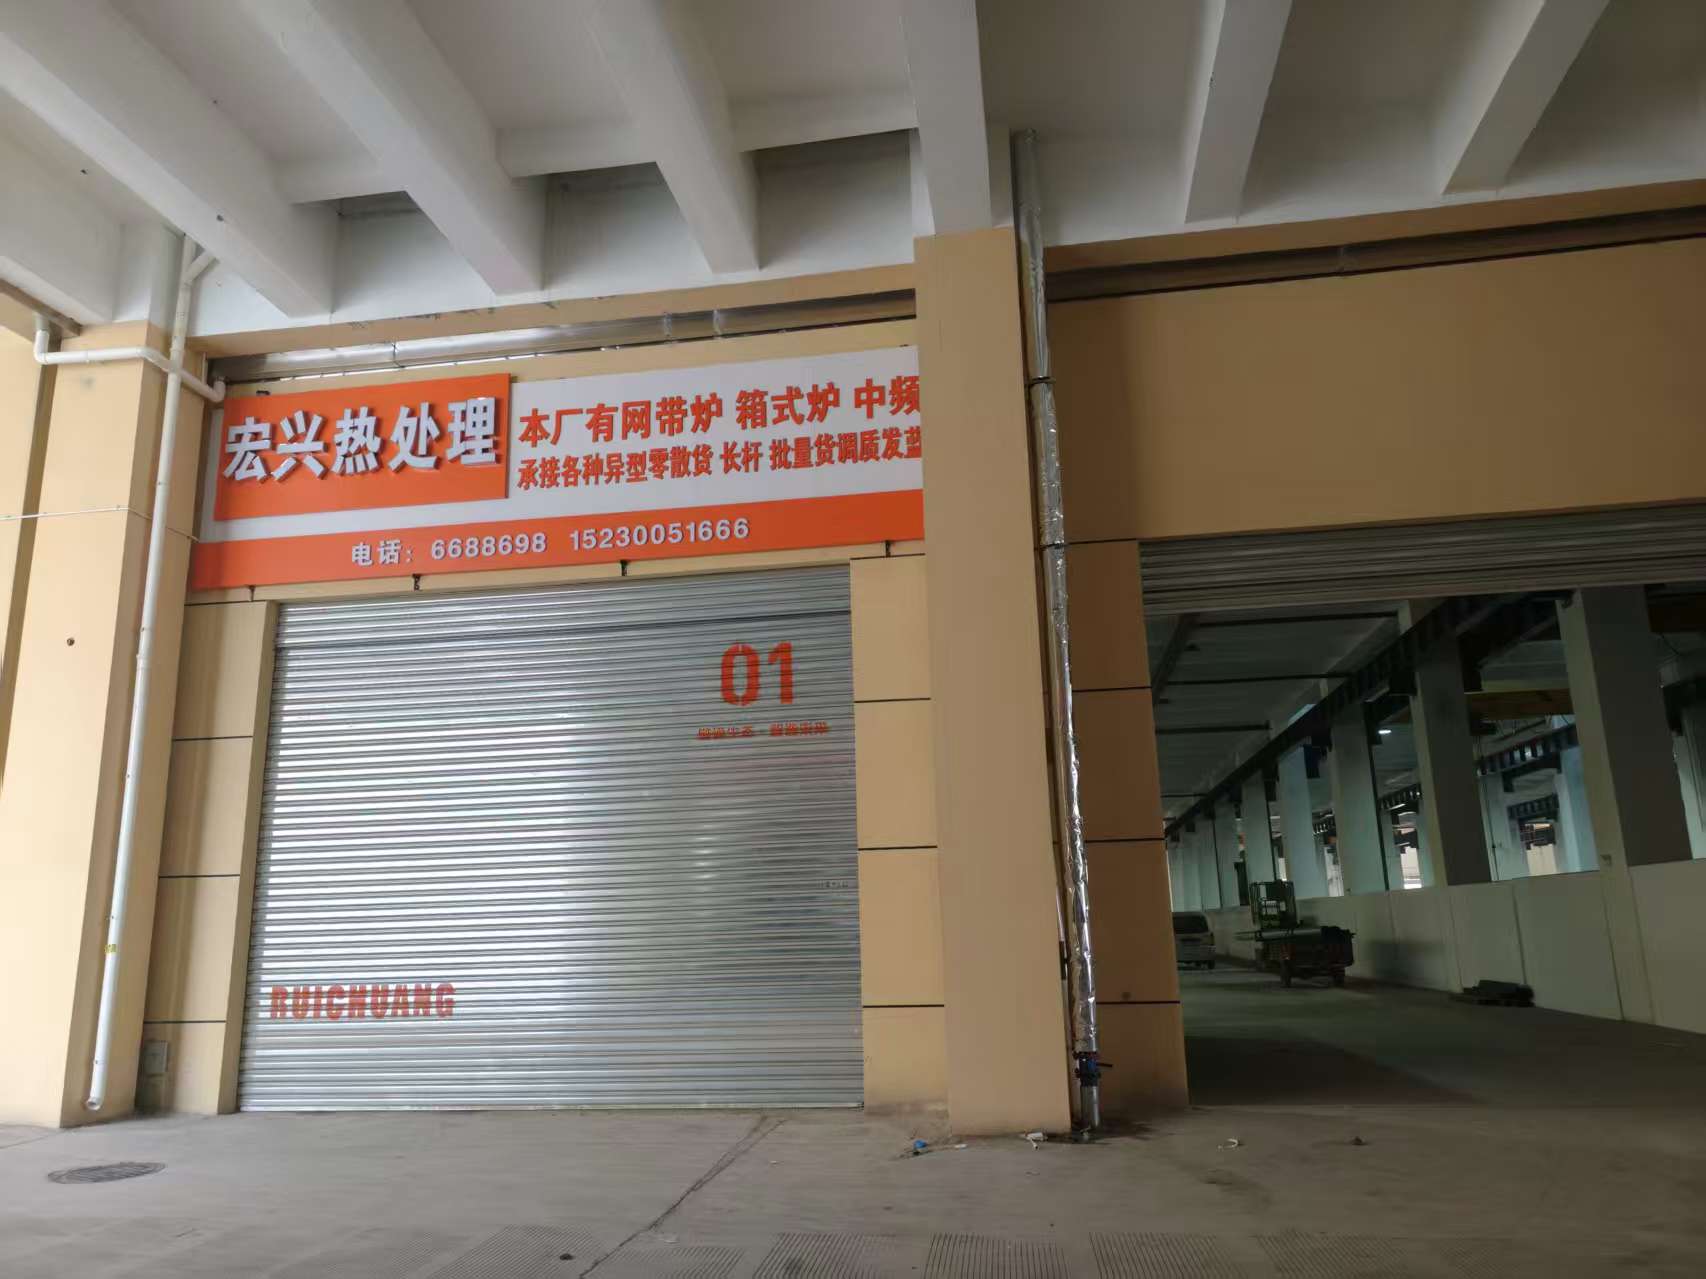 宏兴热处理
本厂有网带炉 箱式炉 中频
承接各种异型零散货 长杆 批量货调质发蓝
电话：6688698 15230051666
01
RUICHUANG